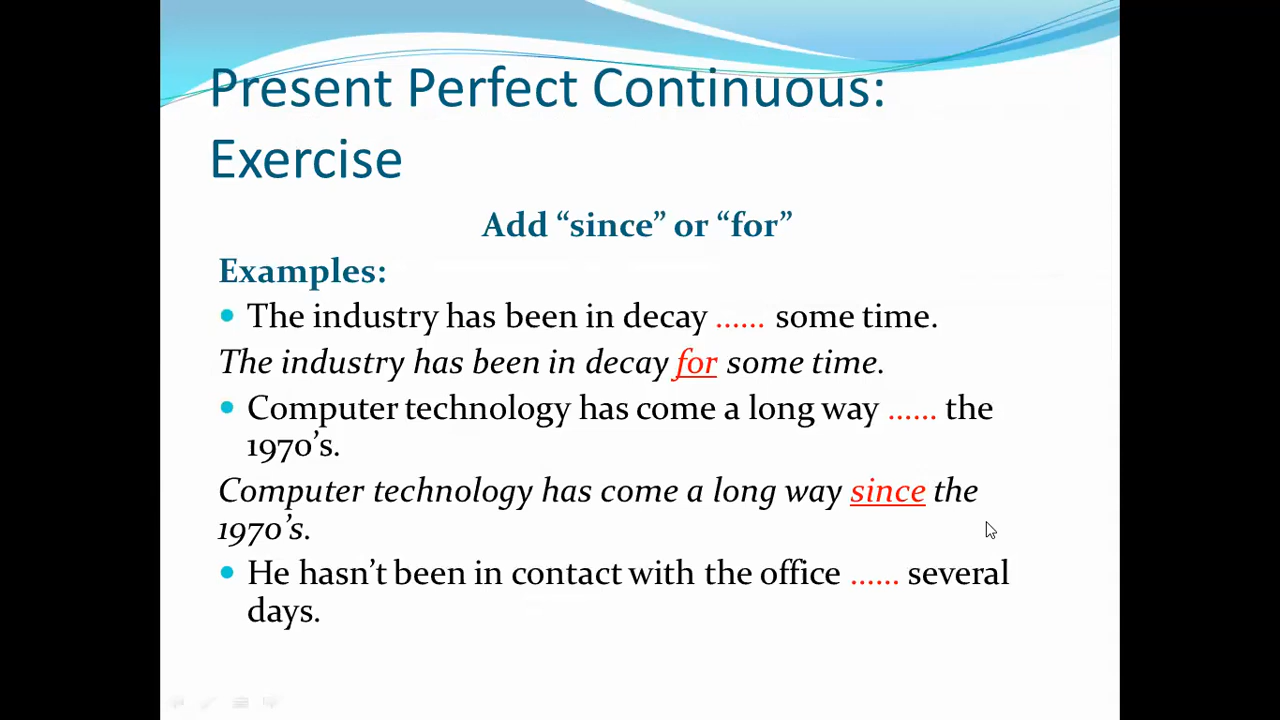 Present Perfect Continuous:
Exercise
Add “since” or “for”
Examples:
• The industry has been in decay ...... some time.
The industry has been in decay for some time.
• Computer technology has come a long way ...... the
1970’s.
Computer technology has come a long way since the
1970’s.
• He hasn’t been in contact with the office ...... several
days.